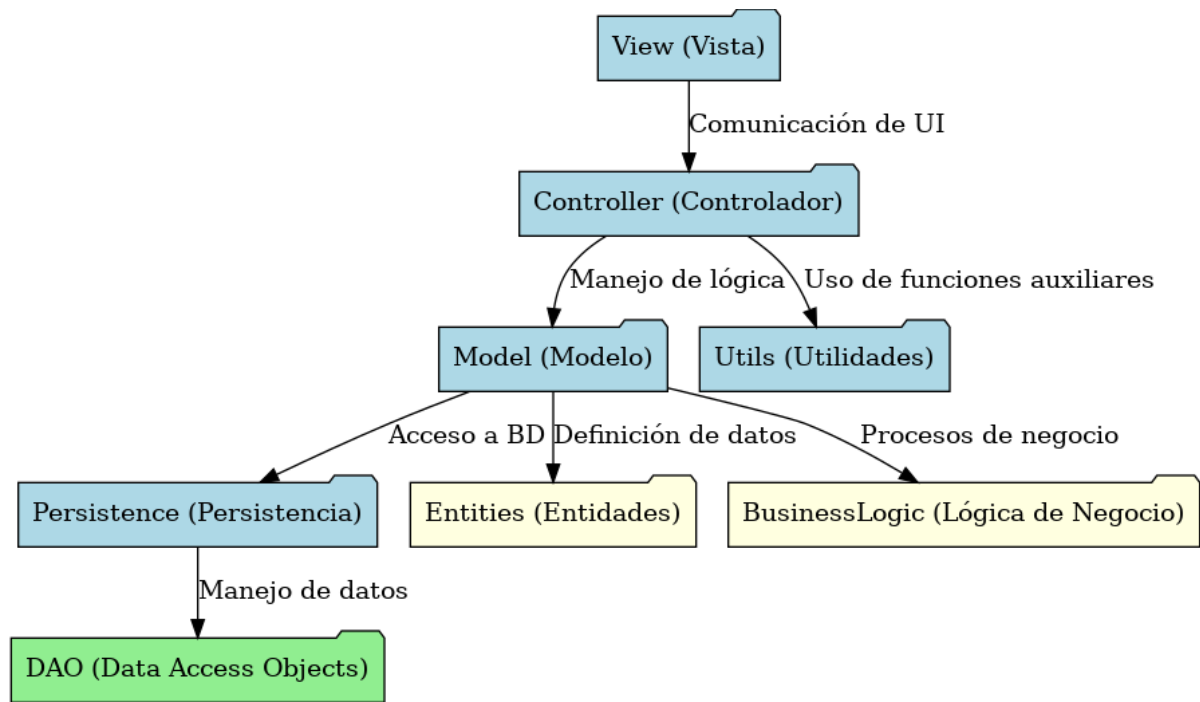 View (Vista)
Comunicación de UI
Controller (Controlador)
Manejo de lógica
Uso de funciones auxiliares
Model (Modelo)
Utils (Utilidades)
Acceso a BD
Definición de datos
Procesos de negocio
Persistence (Persistencia)
Entities (Entidades)
BusinessLogic (Lógica de Negocio)
Manejo de datos
DAO (Data Access Objects)